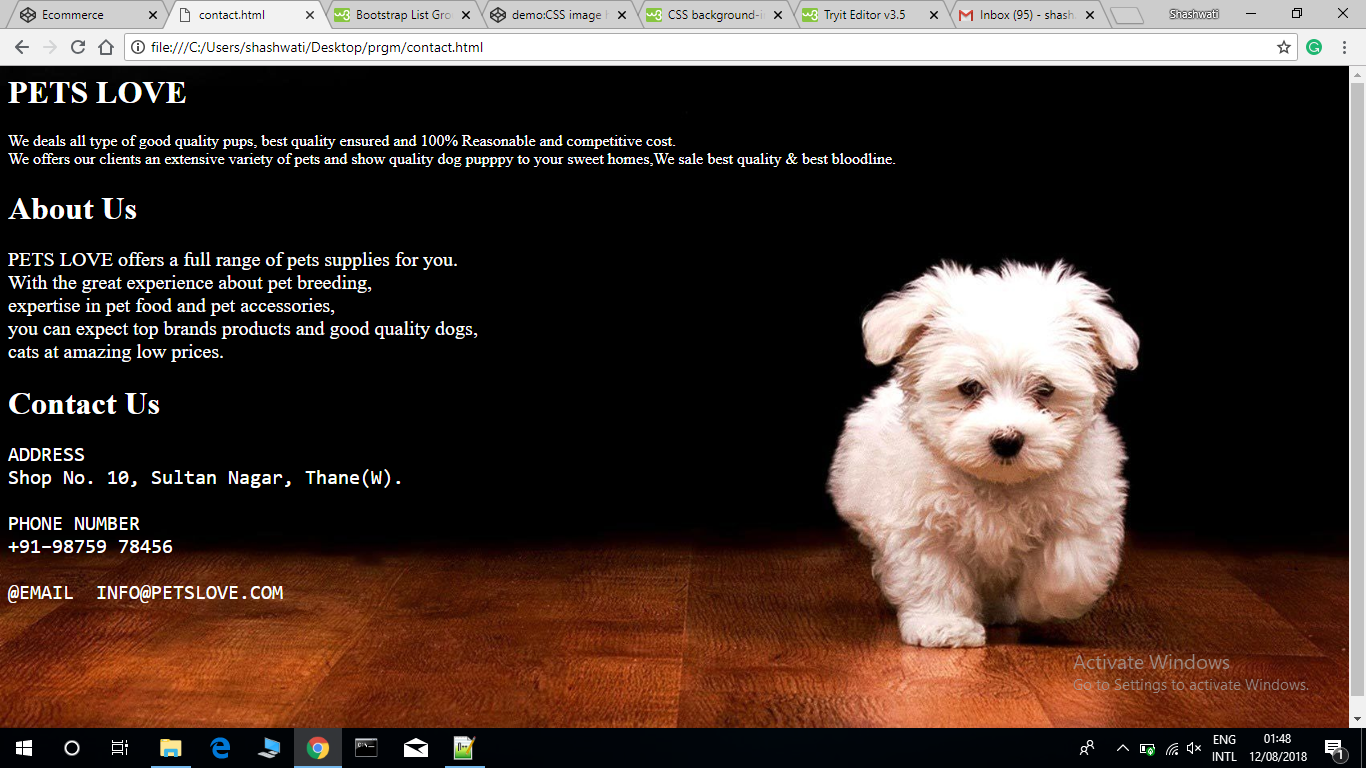 Ecommerce
contact.html
Bootstrap List Gro
demo:CSS image
CSS background-i
Tryit Editor v3.5
Inbox (95) - shash
Shashwati
file:///C:/Users/shashwati/Desktop/prgm/contact.html
PETS LOVE
We deals all type of good quality pups, best quality ensured and 100% Reasonable and competitive cost.
We offers our clients an extensive variety of pets and show quality dog pupppy to your sweet homes,We sale best quality & best bloodline.
About Us
PETS LOVE offers a full range of pets supplies for you.
With the great experience about pet breeding,
expertise in pet food and pet accessories,
you can expect top brands products and good quality dogs,
cats at amazing low prices.
Contact Us
ADDRESS
Shop No. 10, Sultan Nagar, Thane(W).
PHONE NUMBER
+91-98759 78456
@EMAIL  INFO@PETSLOVE.COM
Activate Windows
Go to Settings to activate Windows.
ENG
INTL
01:48
12/08/2018
1